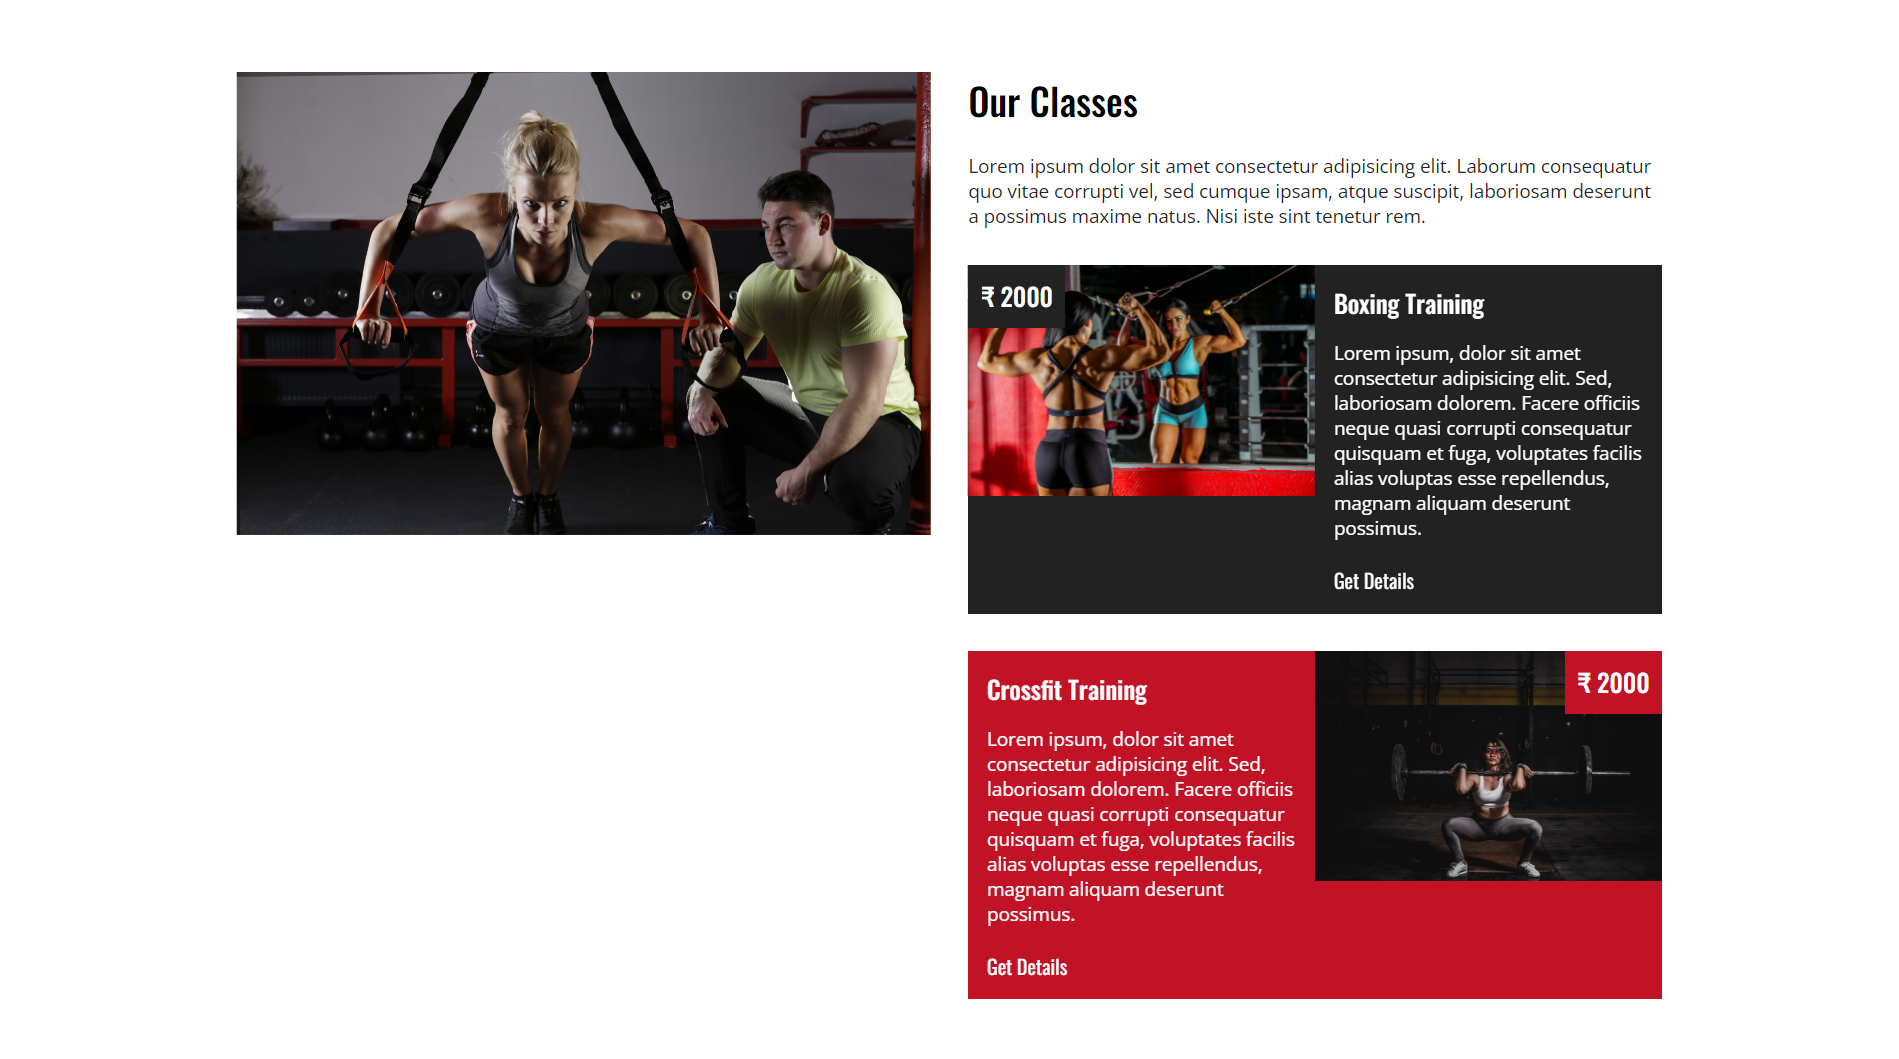 Our Classes
Lorem ipsum dolor sit amet consectetur adipisicing elit. Laborum consequatur
quo vitae corrupti vel, sed cumque ipsam, atque suscipit, laboriosam deserunt
a possimus maxime natus. Nisi iste sint tenetur rem.
₹ 2000
Boxing Training
Lorem ipsum, dolor sit amet
consectetur adipisicing elit. Sed,
laboriosam dolorem. Facere officiis
neque quasi corrupti consequatur
quisquam et fuga, voluptates facilis
alias voluptas esse repellendus,
magnam aliquam deserunt
possimus.
Get Details
Crossfit Training
Lorem ipsum, dolor sit amet
consectetur adipisicing elit. Sed,
laboriosam dolorem. Facere officiis
neque quasi corrupti consequatur
quisquam et fuga, voluptates facilis
alias voluptas esse repellendus,
magnam aliquam deserunt
possimus.
Get Details
₹ 2000